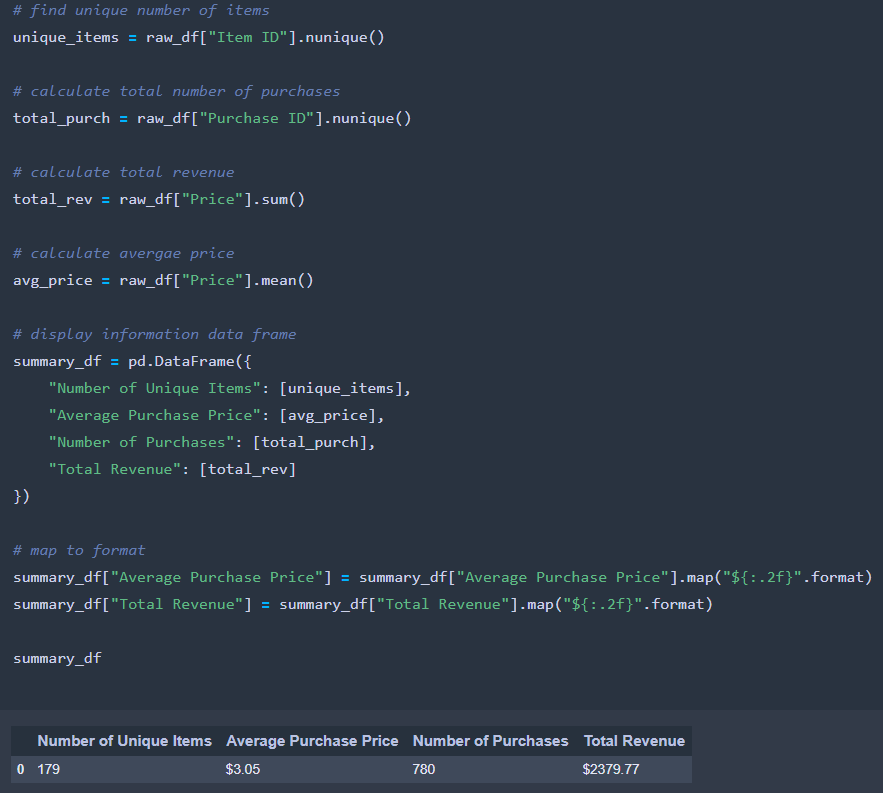 # find unique number of items
unique_items = raw_df["Item ID"].nunique()
# calculate total number of purchases
total_purch = raw_df["Purchase ID"].nunique()
# calculate total revenue
total_rev = raw_df["Price"].sum()
# calculate avergae price
avg_price = raw_df["Price"].mean()
# display information data frame
summary_df = pd.DataFrame({
    "Number of Unique Items": [unique_items],
    "Average Purchase Price": [avg_price],
    "Number of Purchases": [total_purch],
    "Total Revenue": [total_rev]
})
# map to format
summary_df["Average Purchase Price"] = summary_df["Average Purchase Price"].map("${:.2f}".format)
summary_df["Total Revenue"] = summary_df["Total Revenue"].map("${:.2f}".format)
summary_df
Number of Unique Items Average Purchase Price Number of Purchases Total Revenue
0 179 $3.05 780 $2379.77